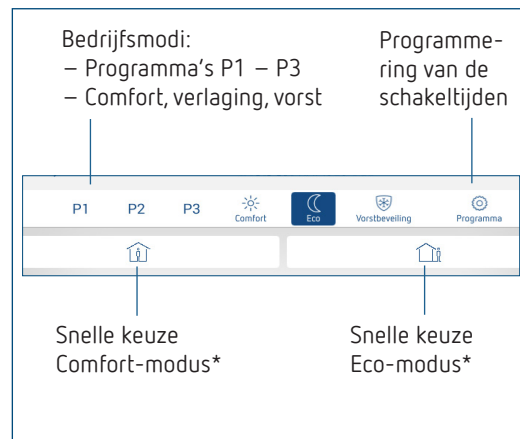 Bedrijfsmodi:
– Programma's P1 – P3
– Comfort, verlaging, vorst
Programme-
ring van de
schakeltijden
P1 P2 P3 Comfort Eco Vorstbeveiling Programma
Snelle keuze
Comfort-modus*
Snelle keuze
Eco-modus*